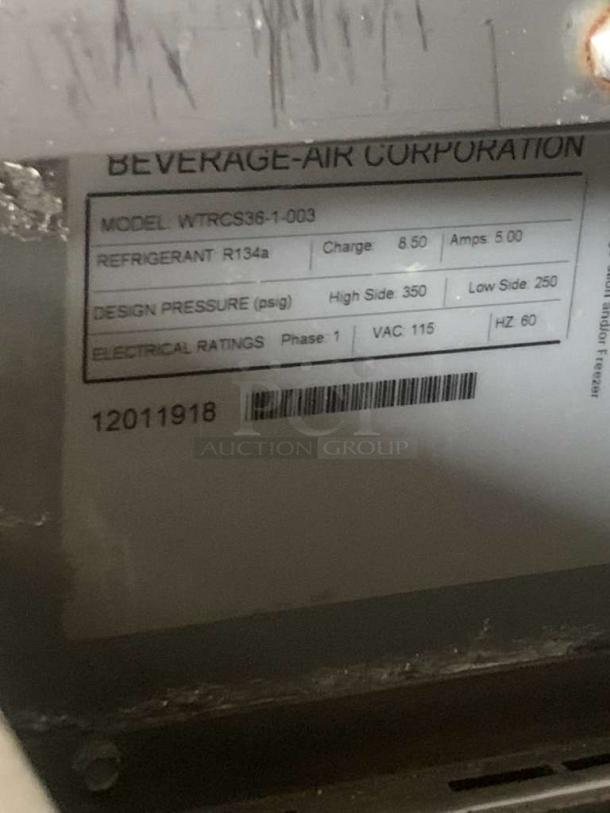 BEVERAGE-AIR CORPORATION
MODEL: WTRCS36-1-003
REFRIGERANT R134a Charge: 8.50 Amps: 5.00
DESIGN PRESSURE (psig) High Side: 350 Low Side: 250
ELECTRICAL RATINGS Phase: 1 VAC: 115 HZ: 60
12011918
PCI
AUCTION GROUP
and/or Freezer